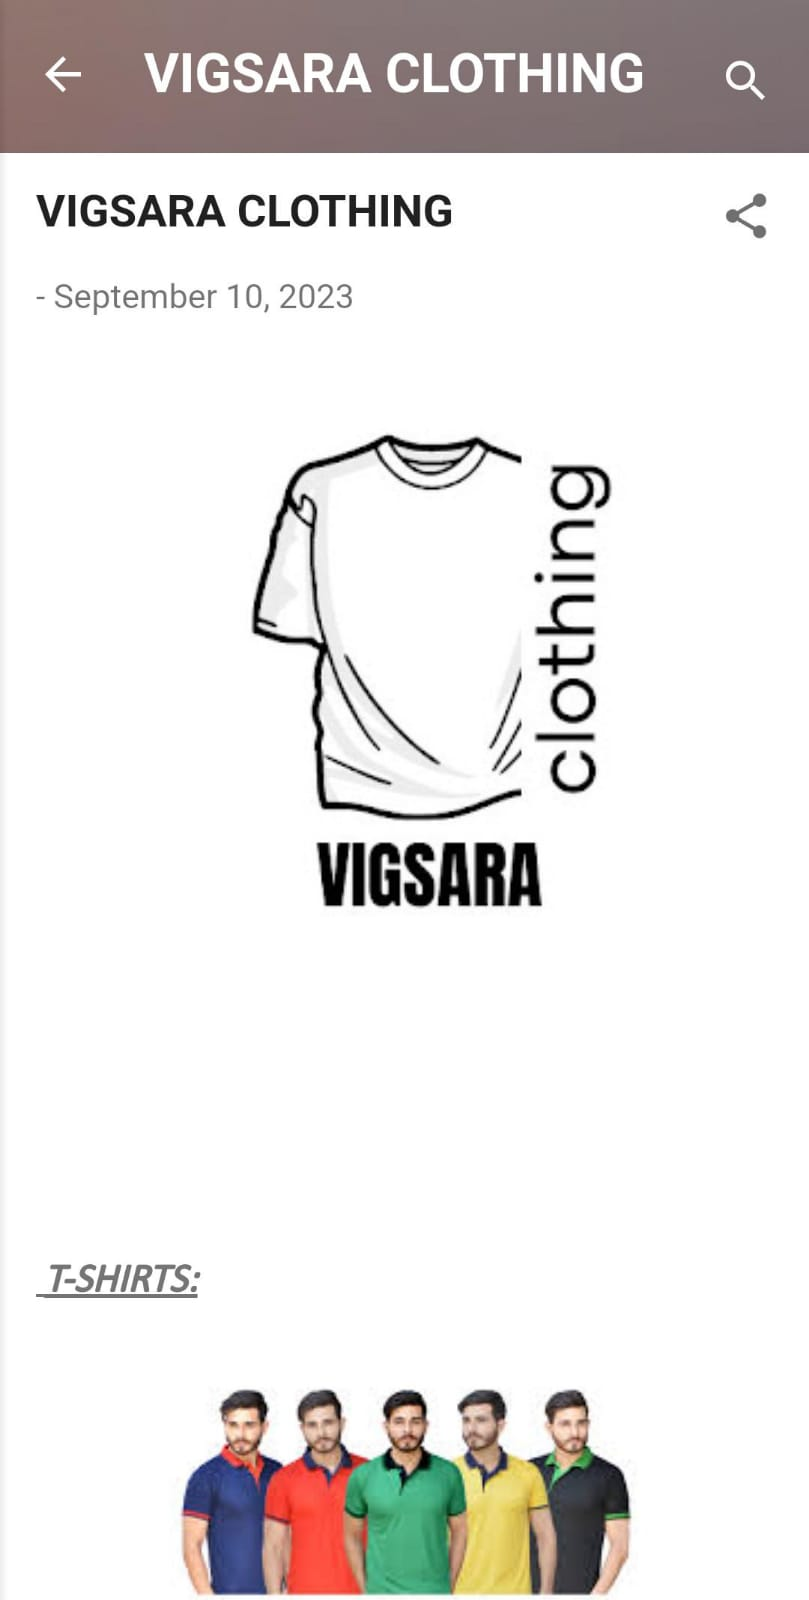 VIGSARA CLOTHING
VIGSARA CLOTHING
- September 10, 2023
clothing
VIGSARA
T-SHIRTS: